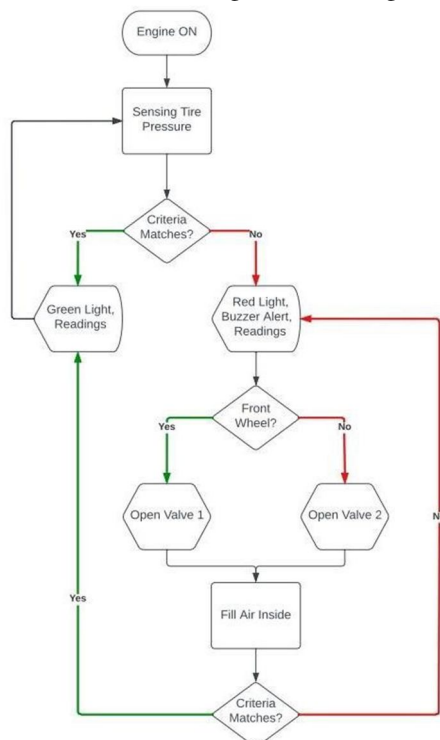 Engine ON
Sensing Tire
Pressure
Criteria
Matches?
Yes
No
Green Light,
Readings
Red Light,
Buzzer Alert,
Readings
Front
Wheel?
Yes
No
Open Valve 1
Open Valve 2
Fill Air Inside
Yes
Criteria
Matches?